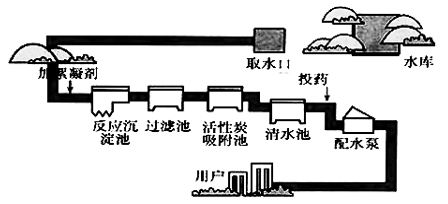 取水口
水库
加絮凝剂
投药
反应沉
淀池
过滤池
活性炭
吸附池
清水池
配水泵
用户